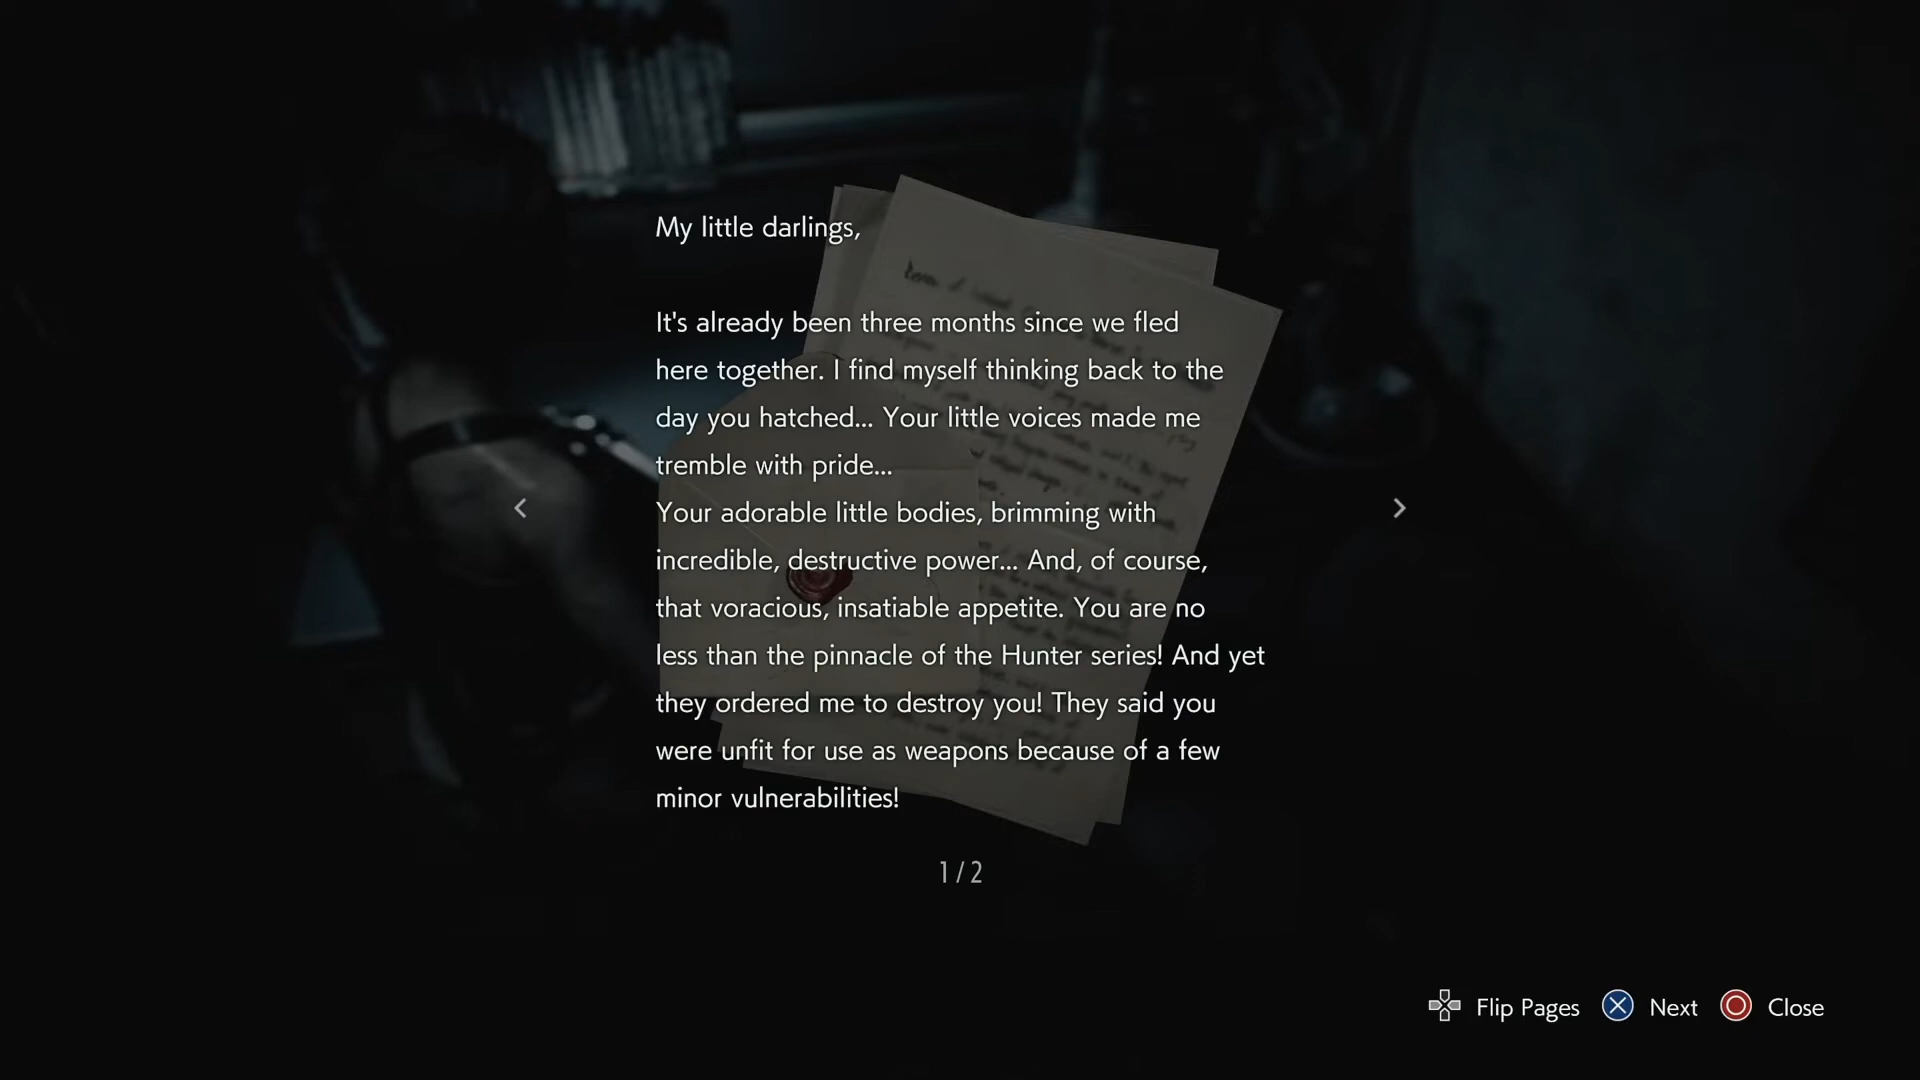 My little darlings,
It's already been three months since we fled
here together. I find myself thinking back to the
day you hatched... Your little voices made me
tremble with pride...
Your adorable little bodies, brimming with
incredible, destructive power... And, of course,
that voracious, insatiable appetite. You are no
less than the pinnacle of the Hunter series! And yet
they ordered me to destroy you! They said you
were unfit for use as weapons because of a few
minor vulnerabilities!
1 / 2
Flip Pages Next Close